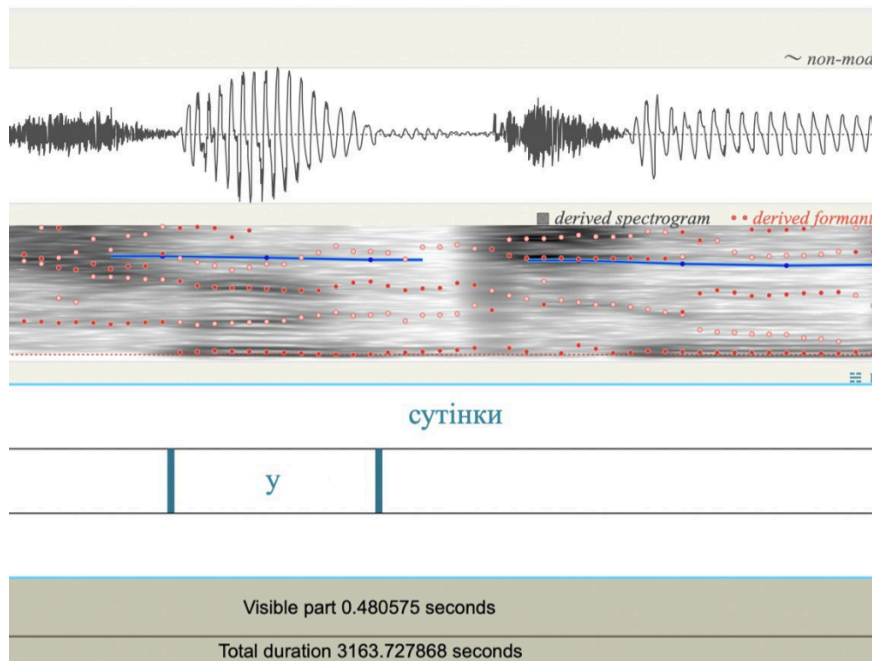 ~ non-mod
derived spectrogram •• derived formant
сутінки
у
Visible part 0.480575 seconds
Total duration 3163.727868 seconds